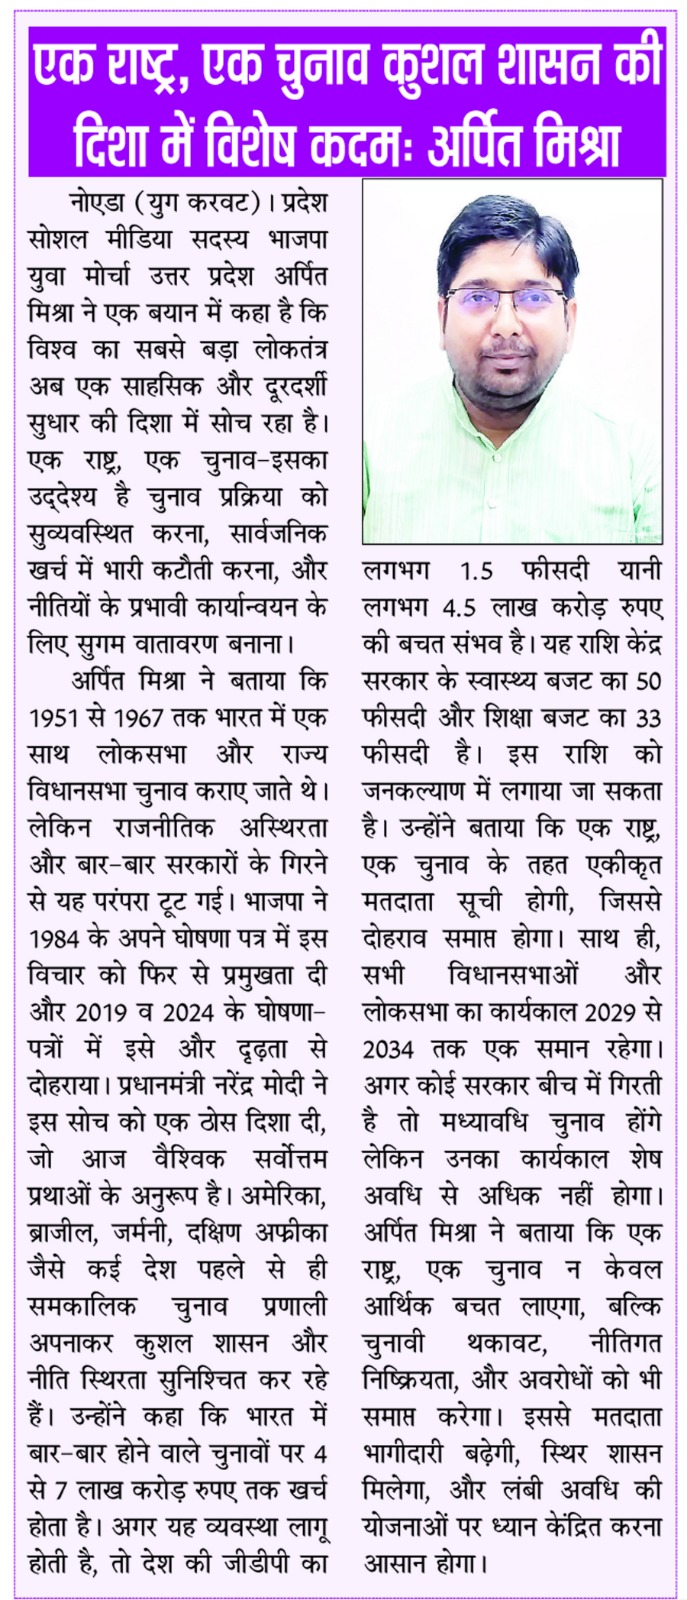 एक राष्ट्र, एक चुनाव कुशल शासन की
दिशा में विशेष कदमः अर्पित मिश्रा
नोएडा (युग करवट)। प्रदेश
सोशल मीडिया सदस्य भाजपा
युवा मोर्चा उत्तर प्रदेश अर्पित
मिश्रा ने एक बयान में कहा है कि
विश्व का सबसे बड़ा लोकतंत्र
अब एक साहसिक और दूरदर्शी
सुधार की दिशा में सोच रहा है।
एक राष्ट्र, एक चुनाव-इसका
उद्देश्य है चुनाव प्रक्रिया को
सुव्यवस्थित करना, सार्वजनिक
खर्च में भारी कटौती करना, और
नीतियों के प्रभावी कार्यान्वयन के
लिए सुगम वातावरण बनाना।
अर्पित मिश्रा ने बताया कि
1951 से 1967 तक भारत में एक
साथ लोकसभा और राज्य
विधानसभा चुनाव कराए जाते थे।
लेकिन राजनीतिक अस्थिरता
और बार-बार सरकारों के गिरने
से यह परंपरा टूट गई। भाजपा ने
1984 के अपने घोषणा पत्र में इस
विचार को फिर से प्रमुखता दी
और 2019 व 2024 के घोषणा-
पत्रों में इसे और दृढ़ता से
दोहराया। प्रधानमंत्री नरेंद्र मोदी ने
इस सोच को एक ठोस दिशा दी,
जो आज वैश्विक सर्वोत्तम
प्रथाओं के अनुरूप है। अमेरिका,
ब्राजील, जर्मनी, दक्षिण अफ्रीका
जैसे कई देश पहले से ही
समकालिक चुनाव प्रणाली
अपनाकर कुशल शासन और
नीति स्थिरता सुनिश्चित कर रहे
हैं। उन्होंने कहा कि भारत में
बार-बार होने वाले चुनावों पर 4
से 7 लाख करोड़ रुपए तक खर्च
होता है। अगर यह व्यवस्था लागू
होती है, तो देश की जीडीपी का
लगभग 1.5 फीसदी यानी
लगभग 4.5 लाख करोड़ रुपए
की बचत संभव है। यह राशि केंद्र
सरकार के स्वास्थ्य बजट का 50
फीसदी और शिक्षा बजट का 33
फीसदी है। इस राशि को
जनकल्याण में लगाया जा सकता
है। उन्होंने बताया कि एक राष्ट्र,
एक चुनाव के तहत एकीकृत
मतदाता सूची होगी, जिससे
दोहराव समाप्त होगा। साथ ही,
सभी विधानसभाओं और
लोकसभा का कार्यकाल 2029 से
2034 तक एक समान रहेगा।
अगर कोई सरकार बीच में गिरती
है तो मध्यावधि चुनाव होंगे
लेकिन उनका कार्यकाल शेष
अवधि से अधिक नहीं होगा।
अर्पित मिश्रा ने बताया कि एक
राष्ट्र, एक चुनाव न केवल
आर्थिक बचत लाएगा, बल्कि
चुनावी थकावट, नीतिगत
निष्क्रियता, और अवरोधों को भी
समाप्त करेगा। इससे मतदाता
भागीदारी बढ़ेगी, स्थिर शासन
मिलेगा, और लंबी अवधि की
योजनाओं पर ध्यान केंद्रित करना
आसान होगा।